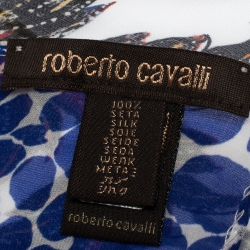 roberto cavalli
100%
SETA
SILK
SOIE
SEIDE
SEDA
roberto cavalli